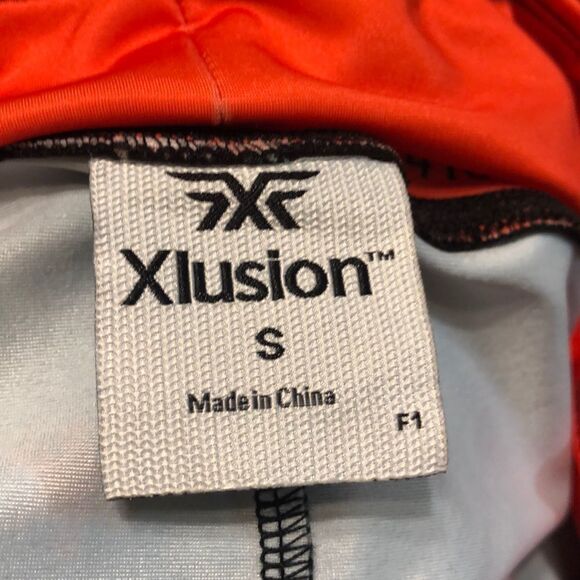 Xlusion™
S
Made in China
F1